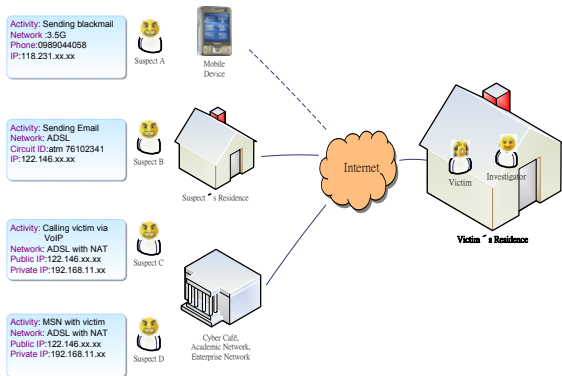 Activity: Sending blackmail
Network :3.5G
Phone:0989044058
IP:118.231.xx.xx
Suspect A
Mobile
Device
Activity: Sending Email
Network: ADSL
Circuit ID:atm 76102341
IP:122.146.xx.xx
Suspect B
Suspect´s Residence
Internet
Victim
Investigator
Victim´s Residence
Activity: Calling victim via
VoIP
Network: ADSL with NAT
Public IP:122.146.xx.xx
Private IP:192.168.11.xx
Suspect C
Activity: MSN with victim
Network: ADSL with NAT
Public IP:122.146.xx.xx
Private IP:192.168.11.xx
Suspect D
Cyber Café,
Academic Network,
Enterprise Network